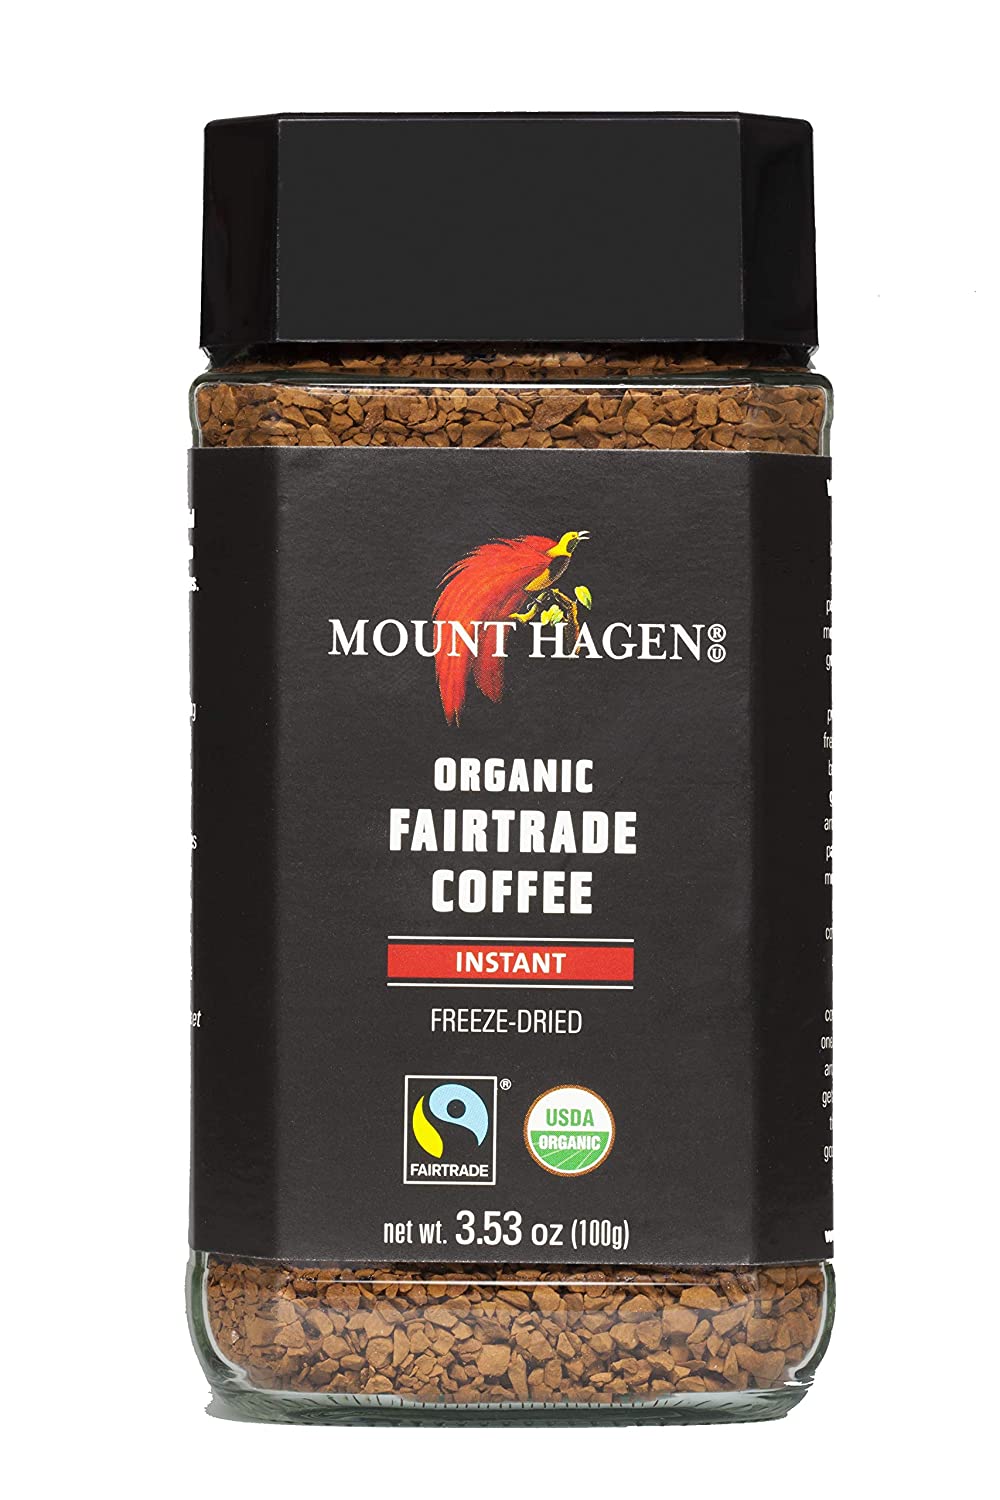 MOUNT HAGEN® Ⓤ
ORGANIC
FAIRTRADE
COFFEE
INSTANT
FREEZE-DRIED
®
FAIRTRADE
USDA
ORGANIC
net wt. 3.53 oz (100g)